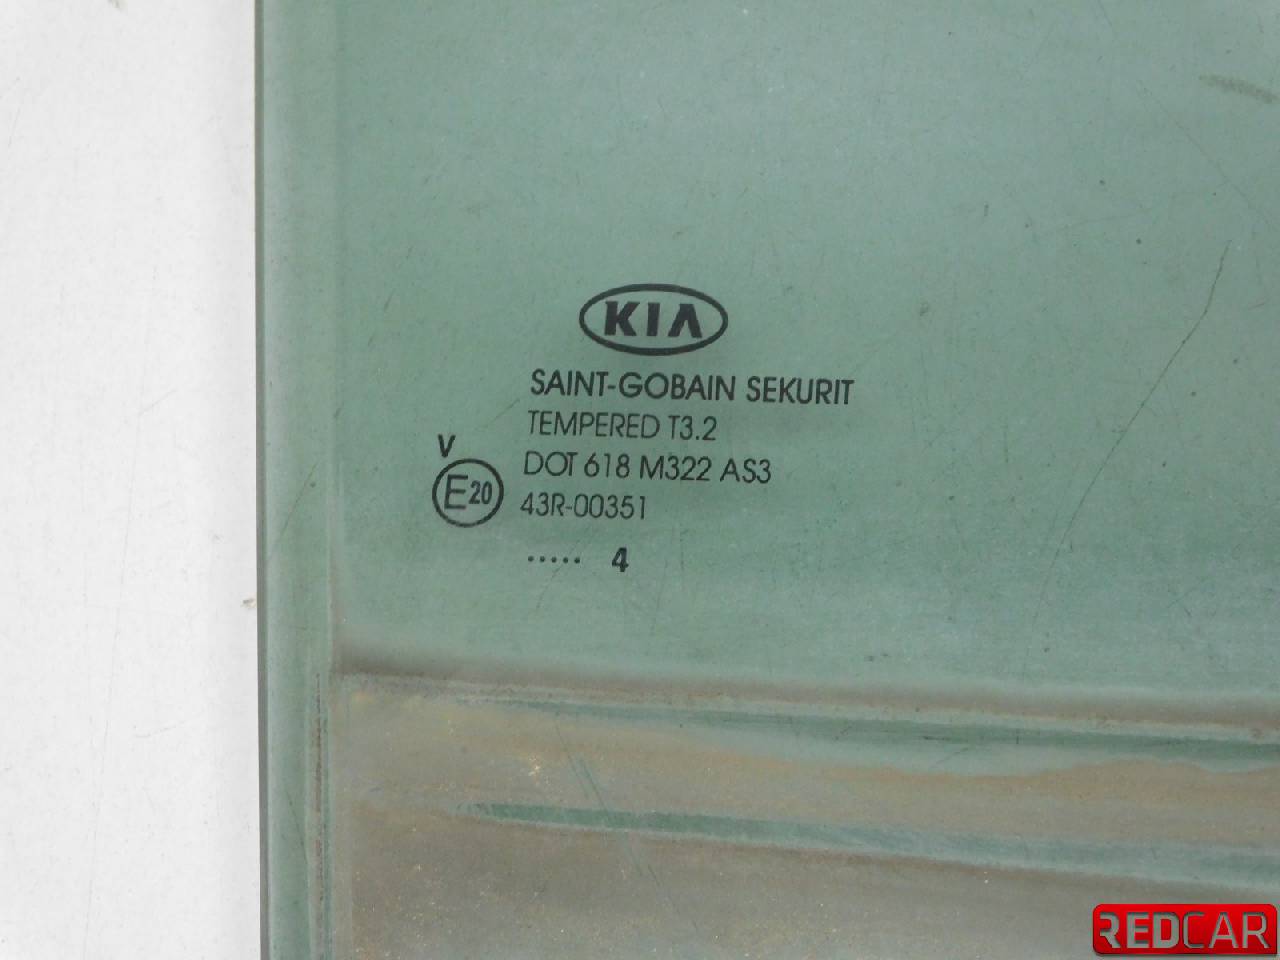 KIA
SAINT-GOBAIN SEKURIT
TEMPERED T3.2
V
DOT 618 M322 AS3
E20
43R-00351
..... 4
REDCAR